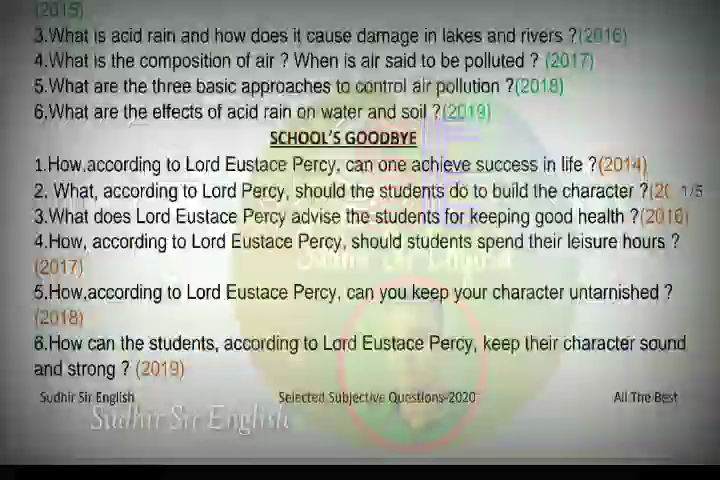 (2015)
3.What is acid rain and how does it cause damage in lakes and rivers ?(2016)
4.What is the composition of air ? When is air said to be polluted ? (2017)
5.What are the three basic approaches to control air pollution ?(2018)
6.What are the effects of acid rain on water and soil ?(2019)
SCHOOL'S GOODBYE
1.How,according to Lord Eustace Percy, can one achieve success in life ?(2014)
2. What, according to Lord Percy, should the students do to build the character ?(20 1/5
3.What does Lord Eustace Percy advise the students for keeping good health ?(2016)
4.How, according to Lord Eustace Percy, should students spend their leisure hours ?
(2017)
5.How,according to Lord Eustace Percy, can you keep your character untarnished ?
(2018)
6.How can the students, according to Lord Eustace Percy, keep their character sound
and strong ? (2019)
Sudhir Sir English Selected Subjective Questions-2020 All The Best
Sudhir Sir English